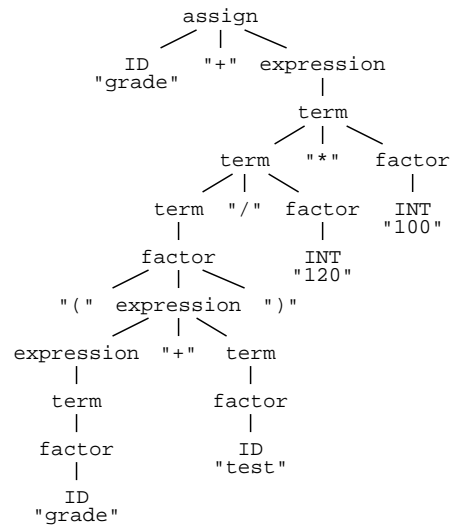 assign
ID "+" expression
"grade"
term
term "*" factor
term "/" factor INT
"100"
factor INT
"120"
"(" expression ")"
expression "+" term
term factor
factor ID
"test"
ID
"grade"